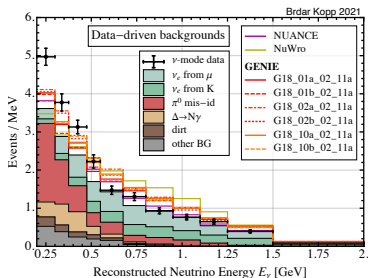 Brdar Kopp 2021
Data-driven backgrounds
ν-mode data
νe from μ
νe from K
π⁰ mis-id
Δ→Nγ
dirt
other BG
NUANCE
NuWro
GENIE
G18_01a_02_11a
G18_01b_02_11a
G18_02a_02_11a
G18_02b_02_11a
G18_10a_02_11a
G18_10b_02_11a
Events / MeV
6
5
4
3
2
1
0
0.25 0.5 0.75 1. 1.25 1.5 1.75 2.
Reconstructed Neutrino Energy Eν [GeV]